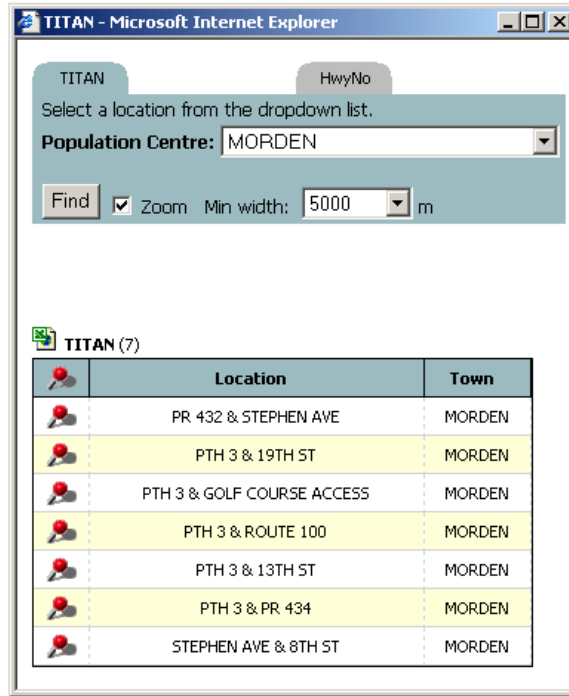 TITAN - Microsoft Internet Explorer
TITAN HwyNo
Select a location from the dropdown list.
Population Centre: MORDEN
Find Zoom Min width: 5000 m
TITAN (7)
Location Town
PR 432 & STEPHEN AVE MORDEN
PTH 3 & 19TH ST MORDEN
PTH 3 & GOLF COURSE ACCESS MORDEN
PTH 3 & ROUTE 100 MORDEN
PTH 3 & 13TH ST MORDEN
PTH 3 & PR 434 MORDEN
STEPHEN AVE & 8TH ST MORDEN